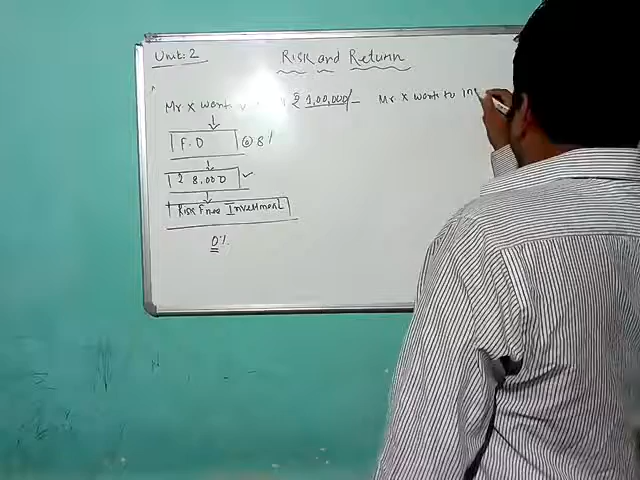 Unit: 2
Risk and Return
Mr X wants ₹ 1,00,000/-
Mr X wants to in
F.D @ 8%
₹ 8,000 ✓
Risk Free Investment
0%